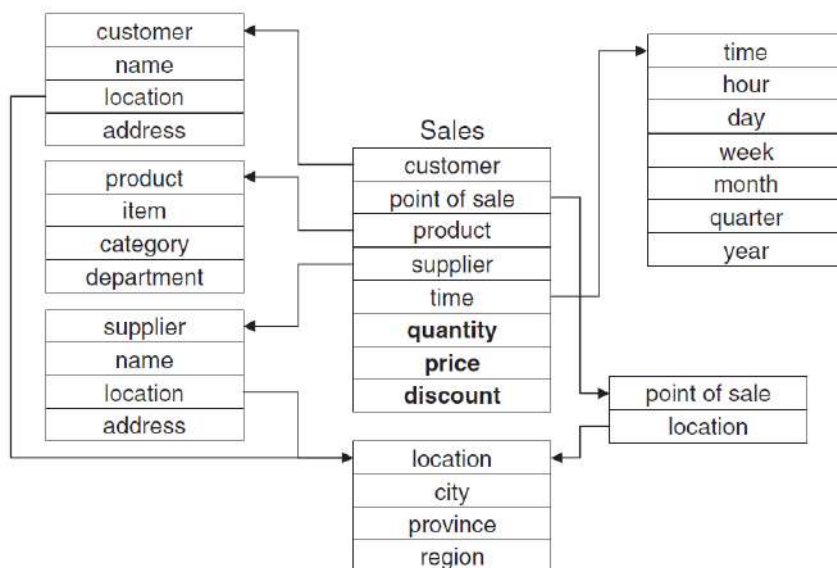 customer
name
location
address
product
item
category
department
supplier
name
location
address
Sales
customer
point of sale
product
supplier
time
quantity
price
discount
time
hour
day
week
month
quarter
year
point of sale
location
location
city
province
region